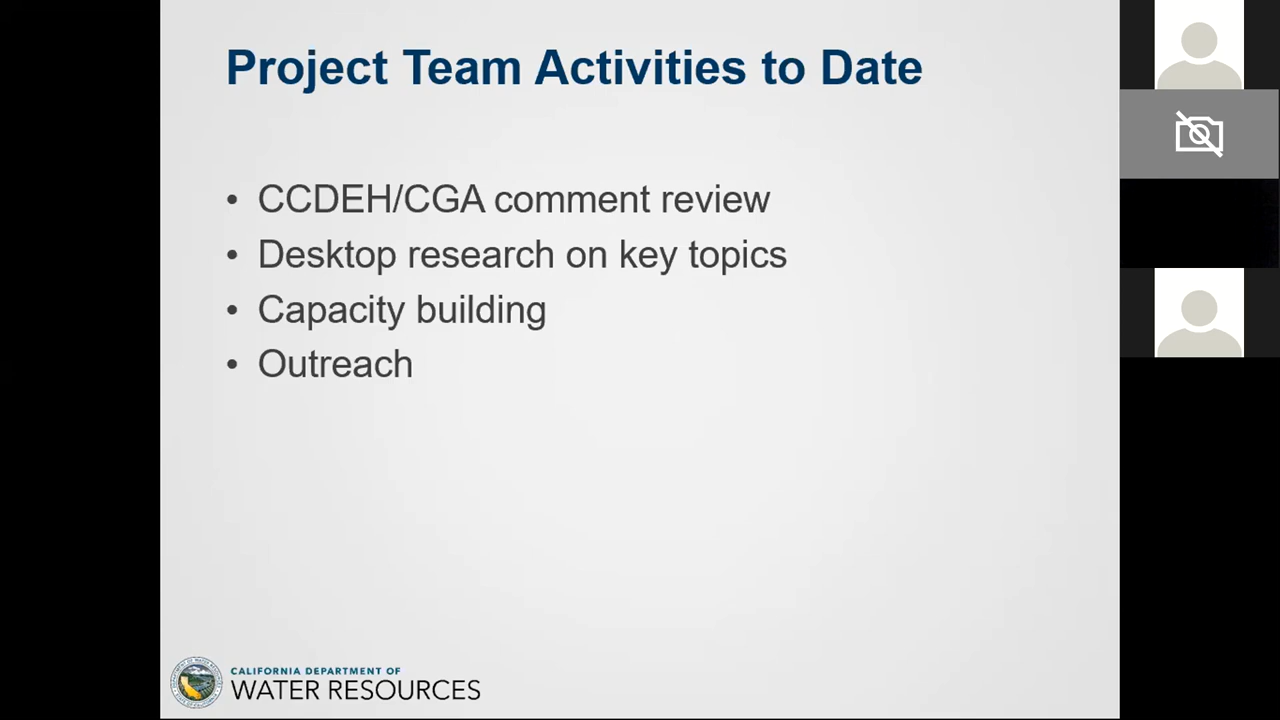 Project Team Activities to Date
• CCDEH/CGA comment review
• Desktop research on key topics
• Capacity building
• Outreach
CALIFORNIA DEPARTMENT OF
WATER RESOURCES